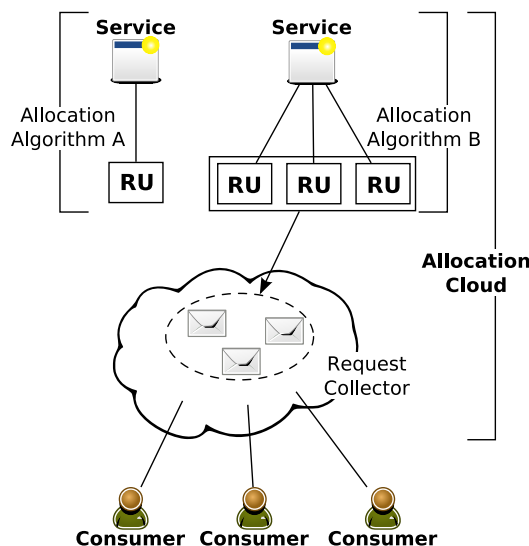 Service
Service
Allocation
Algorithm A
Allocation
Algorithm B
RU
RU
RU
RU
Allocation
Cloud
Request
Collector
Consumer
Consumer
Consumer